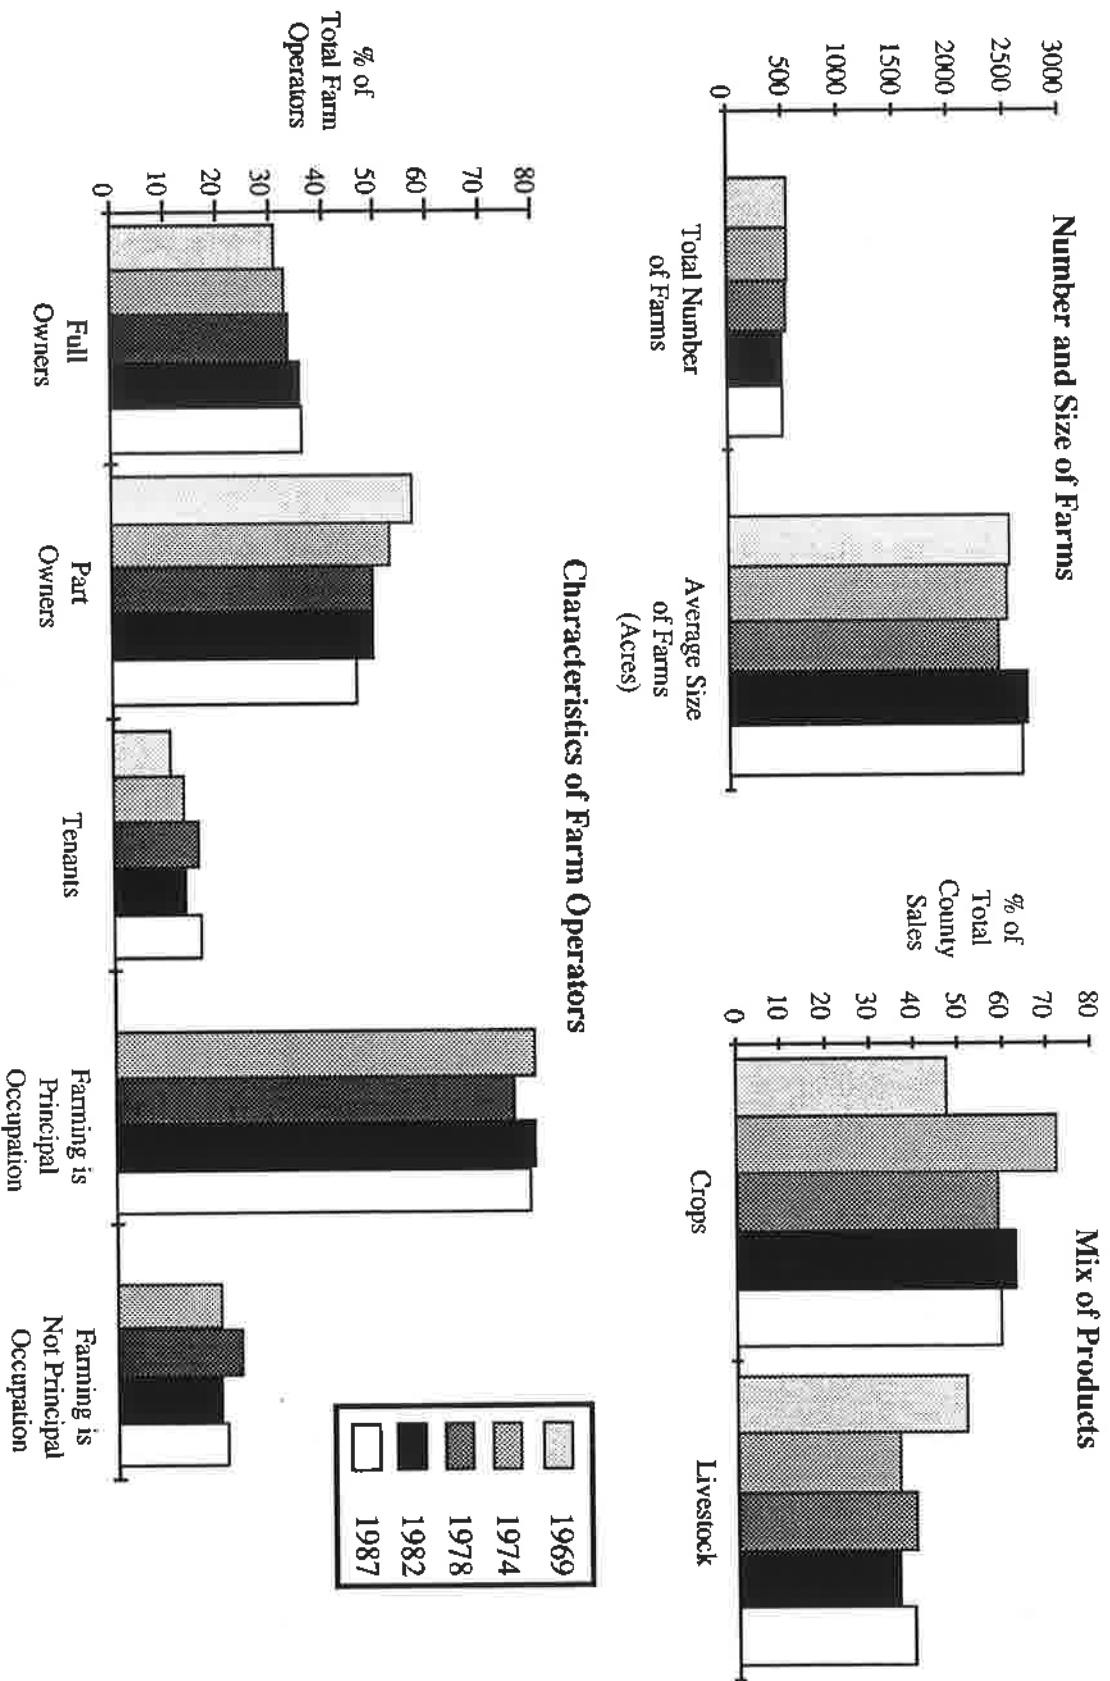 Number and Size of Farms
3000
2500
2000
1500
1000
500
0
Total Number
of Farms
Average Size
of Farms
(Acres)
Mix of Products
% of
Total
County
Sales
80
70
60
50
40
30
20
10
0
Crops
Livestock
Characteristics of Farm Operators
% of
Total Farm
Operators
80
70
60
50
40
30
20
10
0
Full
Owners
Part
Owners
Tenants
Farming is
Principal
Occupation
Farming is
Not Principal
Occupation
1969
1974
1978
1982
1987